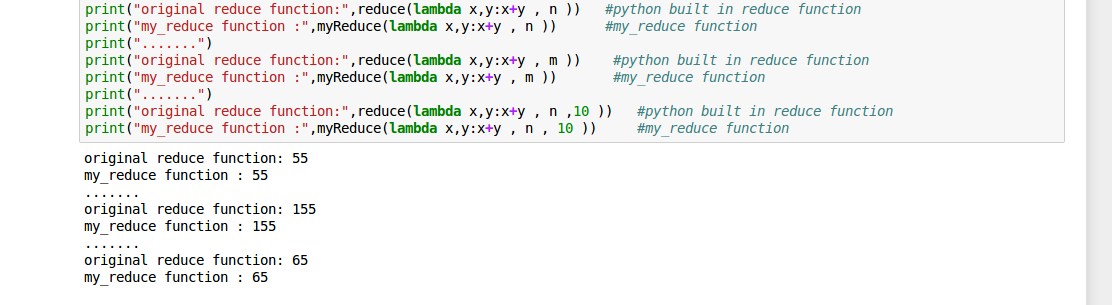 print("original reduce function:",reduce(lambda x,y:x+y , n ))   #python built in reduce function
print("my_reduce function :",myReduce(lambda x,y:x+y , n ))      #my_reduce function
print(".......")
print("original reduce function:",reduce(lambda x,y:x+y , m ))    #python built in reduce function
print("my_reduce function :",myReduce(lambda x,y:x+y , m ))       #my_reduce function
print(".......")
print("original reduce function:",reduce(lambda x,y:x+y , n ,10 ))   #python built in reduce function
print("my_reduce function :",myReduce(lambda x,y:x+y , n , 10 ))     #my_reduce function
original reduce function: 55
my_reduce function : 55
.......
original reduce function: 155
my_reduce function : 155
.......
original reduce function: 65
my_reduce function : 65